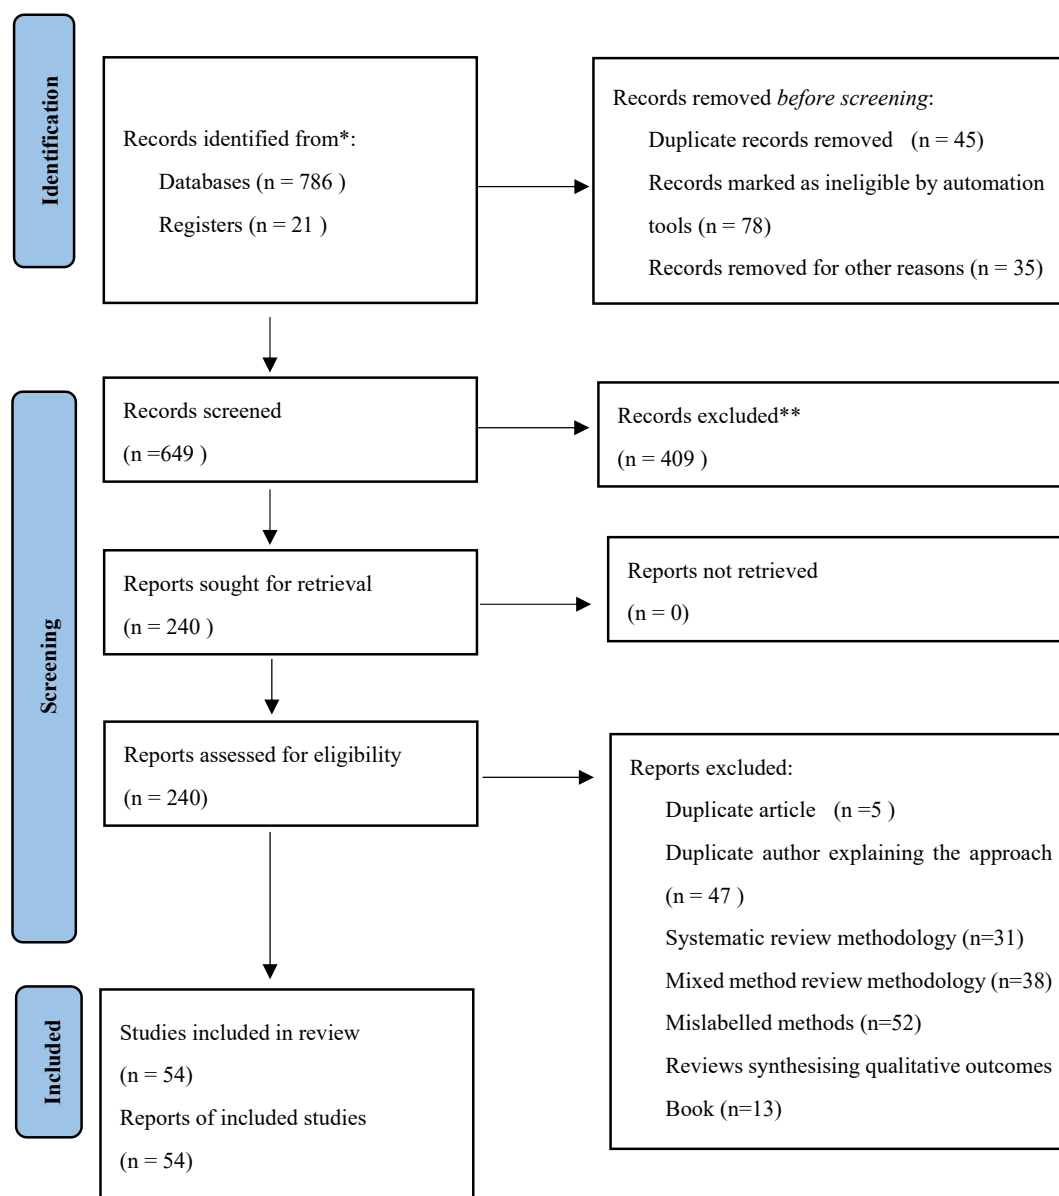 Identification
Records identified from*:
Databases (n = 786 )
Registers (n = 21 )
Records removed before screening:
Duplicate records removed (n = 45)
Records marked as ineligible by automation
tools (n = 78)
Records removed for other reasons (n = 35)
Screening
Records screened
(n =649 )
Records excluded**
(n = 409 )
Reports sought for retrieval
(n = 240 )
Reports not retrieved
(n = 0)
Reports assessed for eligibility
(n = 240)
Reports excluded:
Duplicate article (n =5 )
Duplicate author explaining the approach
(n = 47 )
Systematic review methodology (n=31)
Mixed method review methodology (n=38)
Mislabelled methods (n=52)
Reviews synthesising qualitative outcomes
Book (n=13)
Included
Studies included in review
(n = 54)
Reports of included studies
(n = 54)